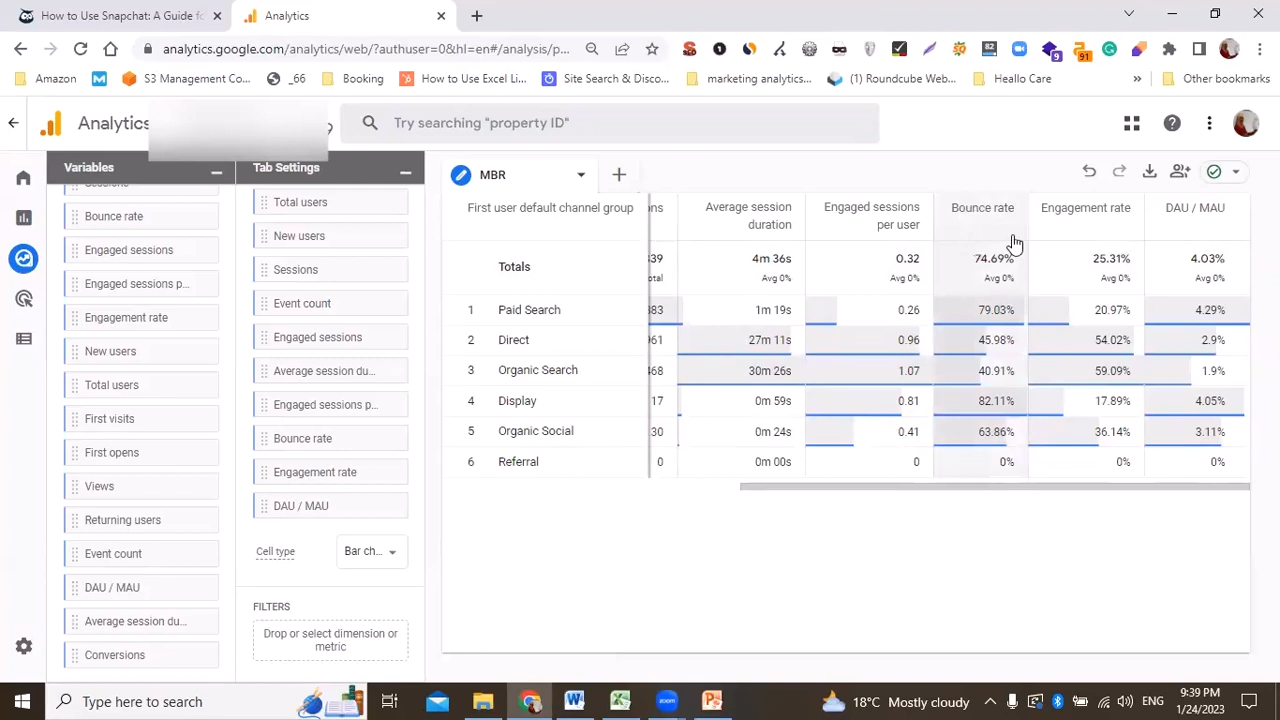 How to Use Snapchat: A Guide fo
Analytics
analytics.google.com/analytics/web/?authuser=0&hl=en#/analysis/p...
82
9
91
Amazon
S3 Management Co...
_66
Booking
How to Use Excel Li...
Site Search & Disco...
marketing analytics...
(1) Roundcube Web...
Heallo Care
»
Other bookmarks
Analytics
Try searching "property ID"
Variables
Sessions
Bounce rate
Engaged sessions
Engaged sessions p...
Engagement rate
New users
Total users
First visits
First opens
Views
Returning users
Event count
DAU / MAU
Average session du...
Conversions
Tab Settings
Total users
New users
Sessions
Event count
Engaged sessions
Average session du...
Engaged sessions p...
Bounce rate
Engagement rate
DAU / MAU
Cell type
Bar ch...
FILTERS
Drop or select dimension or
metric
MBR
First user default channel group
ons
Average session
duration
Engaged sessions
per user
Bounce rate
Engagement rate
DAU / MAU
Totals
339
total
4m 36s
Avg 0%
0.32
Avg 0%
74.69%
Avg 0%
25.31%
Avg 0%
4.03%
Avg 0%
1 Paid Search 383 1m 19s 0.26 79.03% 20.97% 4.29%
2 Direct 961 27m 11s 0.96 45.98% 54.02% 2.9%
3 Organic Search 468 30m 26s 1.07 40.91% 59.09% 1.9%
4 Display 17 0m 59s 0.81 82.11% 17.89% 4.05%
5 Organic Social 30 0m 24s 0.41 63.86% 36.14% 3.11%
6 Referral 0 0m 00s 0 0% 0% 0%
Type here to search
18°C Mostly cloudy
ENG
9:39 PM
1/24/2023